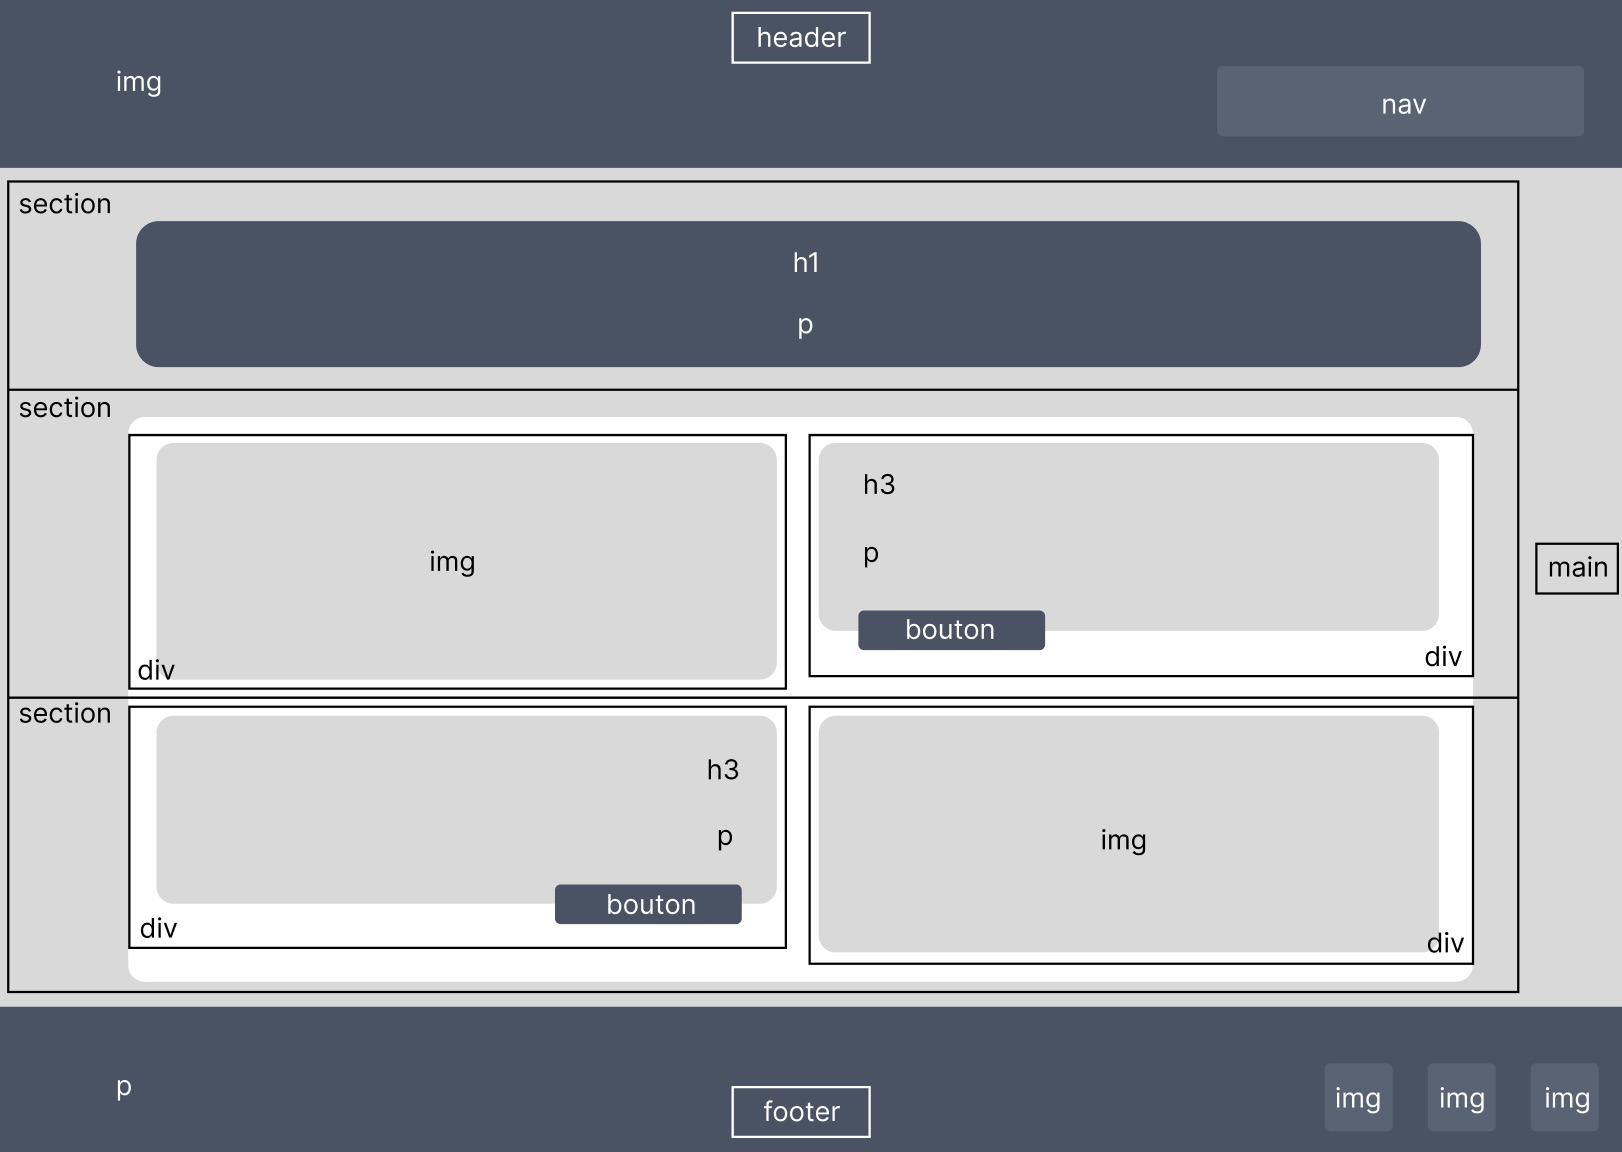 header
img
nav
section
h1
p
section
img
div
h3
p
bouton
div
main
section
h3
p
bouton
div
img
div
p
footer
img
img
img